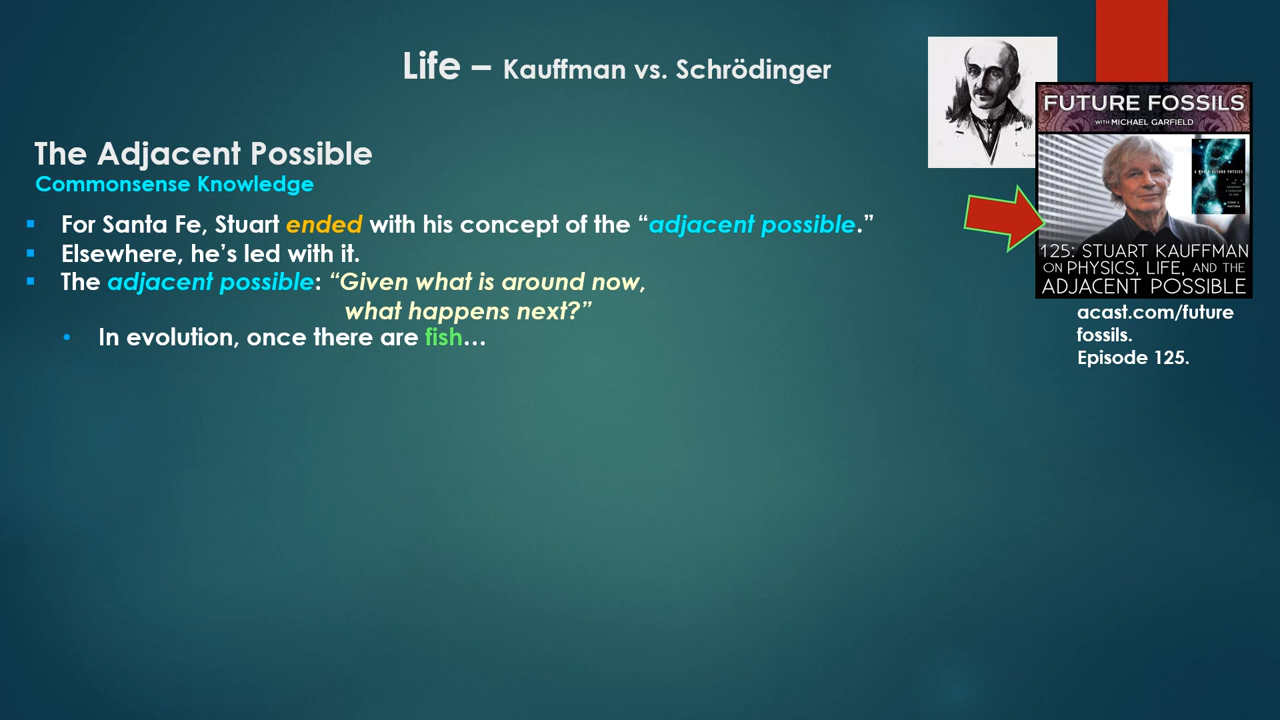 Life – Kauffman vs. Schrödinger
The Adjacent Possible
Commonsense Knowledge
For Santa Fe, Stuart ended with his concept of the “adjacent possible.”
Elsewhere, he’s led with it.
The adjacent possible: “Given what is around now,
what happens next?”
In evolution, once there are fish…
FUTURE FOSSILS
WITH MICHAEL GARFIELD
A WORLD BEYOND PHYSICS
125: STUART KAUFFMAN
ON PHYSICS, LIFE, AND THE
ADJACENT POSSIBLE
acast.com/future
fossils.
Episode 125.